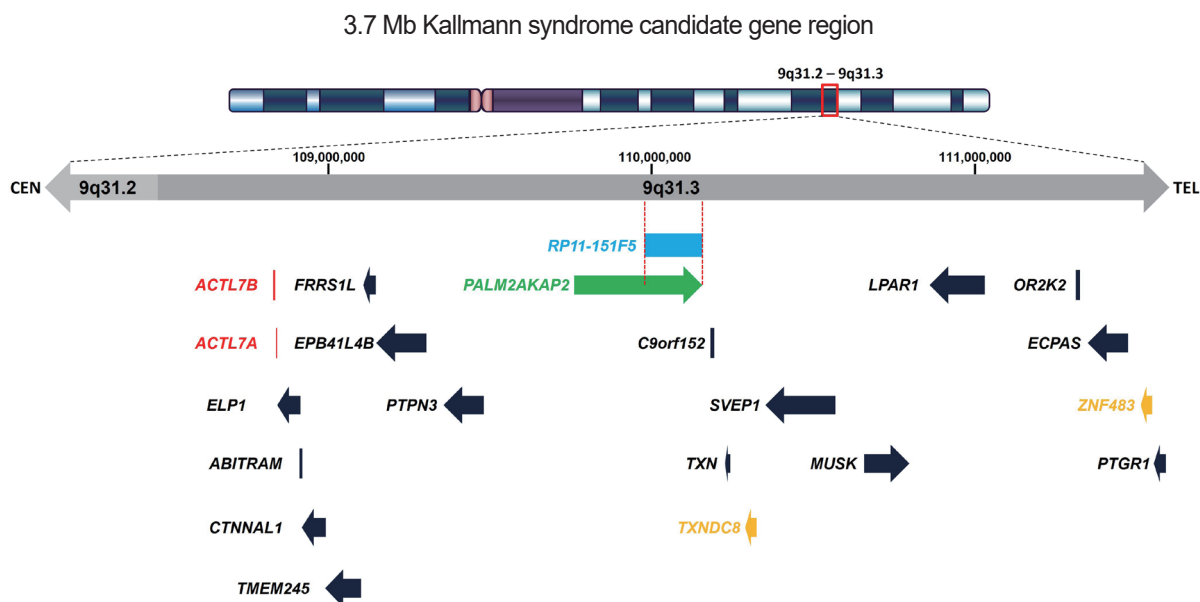 3.7 Mb Kallmann syndrome candidate gene region
9q31.2 – 9q31.3
109,000,000 110,000,000 111,000,000
CEN 9q31.2 9q31.3 TEL
RP11-151F5
ACTL7B FRRS1L PALM2AKAP2 LPAR1 OR2K2
ACTL7A EPB41L4B C9orf152 ECPAS
ELP1 PTPN3 SVEP1 ZNF483
ABITRAM TXN MUSK PTGR1
CTNNAL1 TXNDC8
TMEM245